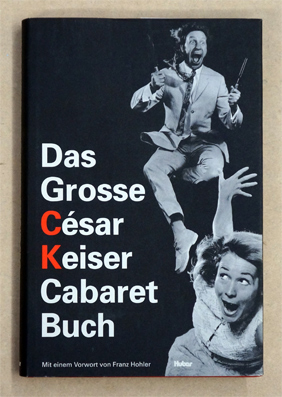 Das
Grosse
César
Keiser
Cabaret
Buch
Mit einem Vorwort von Franz Hohler
Huber